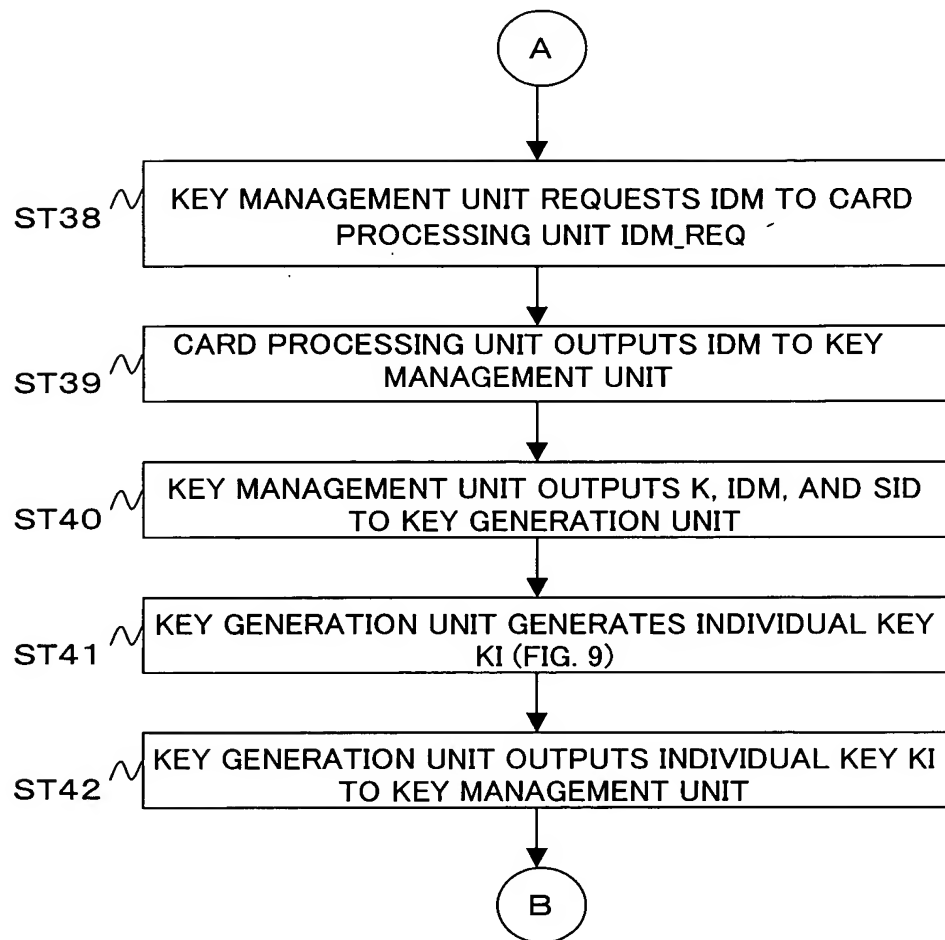 A
ST38
KEY MANAGEMENT UNIT REQUESTS IDM TO CARD
PROCESSING UNIT IDM_REQ
ST39
CARD PROCESSING UNIT OUTPUTS IDM TO KEY
MANAGEMENT UNIT
ST40
KEY MANAGEMENT UNIT OUTPUTS K, IDM, AND SID
TO KEY GENERATION UNIT
ST41
KEY GENERATION UNIT GENERATES INDIVIDUAL KEY
KI (FIG. 9)
ST42
KEY GENERATION UNIT OUTPUTS INDIVIDUAL KEY KI
TO KEY MANAGEMENT UNIT
B